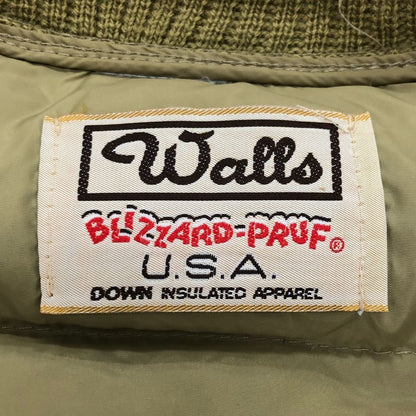 Walls
BLIZZARD-PRUF®
U.S.A.
DOWN INSULATED APPAREL